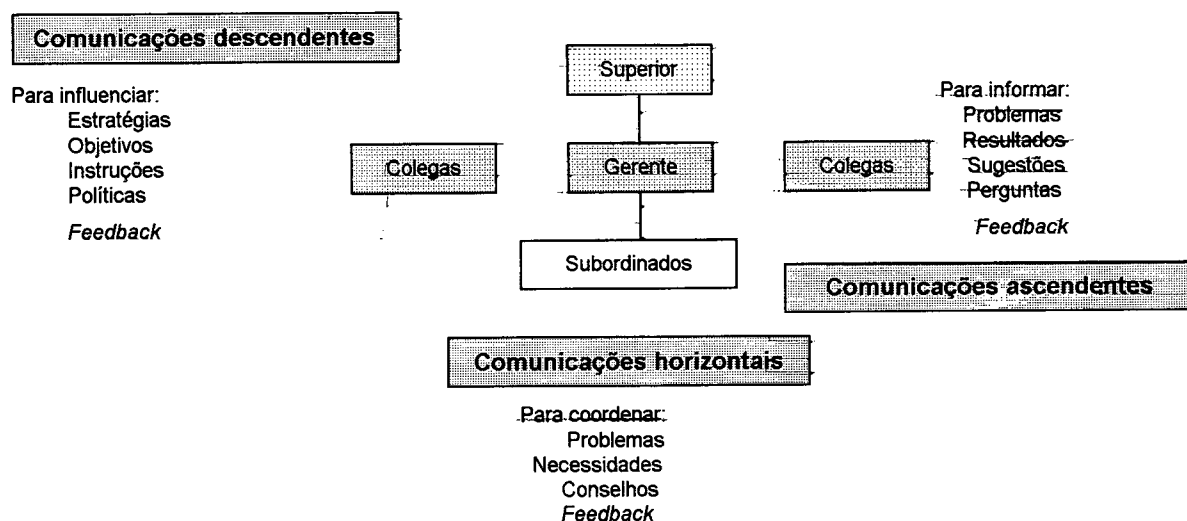 Comunicações descendentes
Para influenciar:
Estratégias
Objetivos
Instruções
Políticas
Feedback
Superior
Colegas
Gerente
Colegas
Subordinados
Para informar:
Problemas
Resultados
Sugestões
Perguntas
Feedback
Comunicações ascendentes
Comunicações horizontais
Para coordenar:
Problemas
Necessidades
Conselhos
Feedback